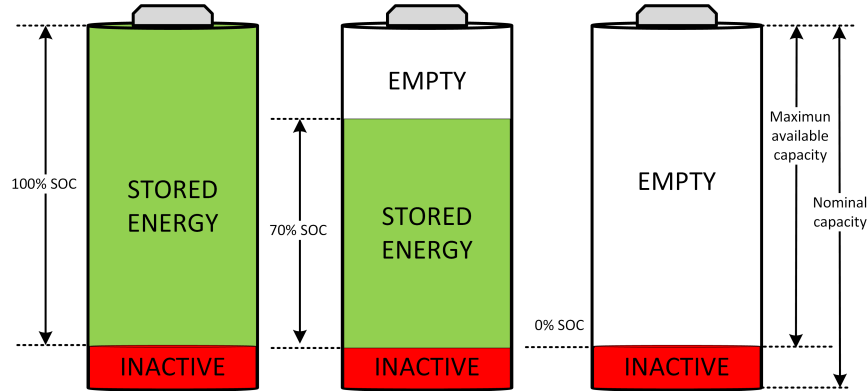 100% SOC
STORED
ENERGY
INACTIVE
EMPTY
70% SOC
STORED
ENERGY
INACTIVE
EMPTY
0% SOC
INACTIVE
Maximun
available
capacity
Nominal
capacity